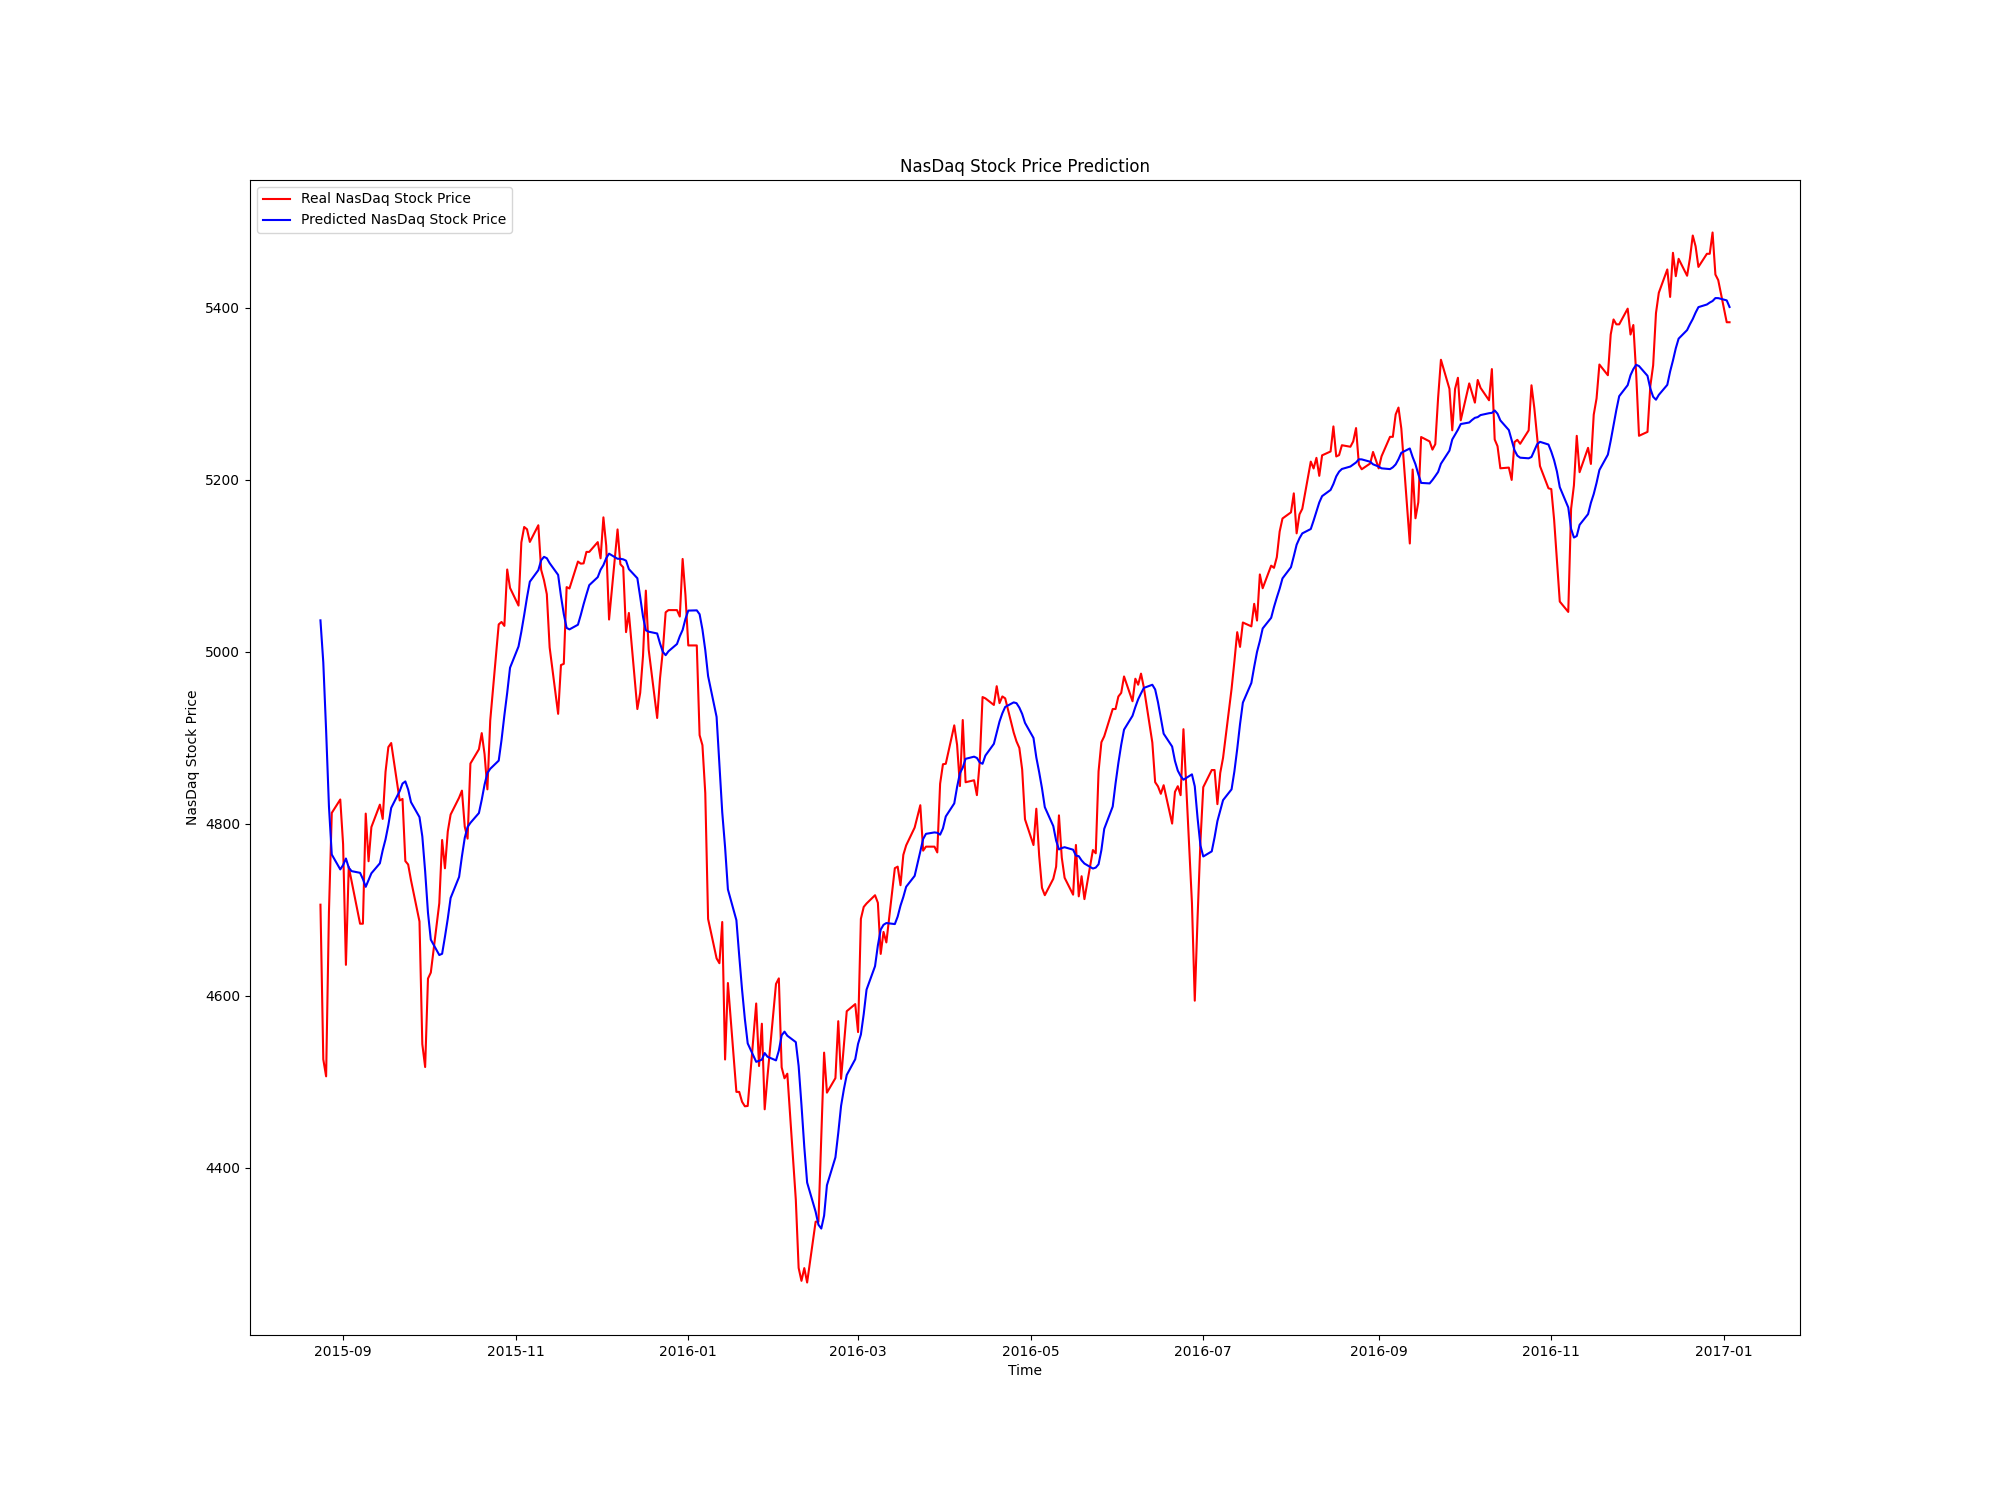 NasDaq Stock Price Prediction
Real NasDaq Stock Price
Predicted NasDaq Stock Price
5400
5200
5000
4800
4600
4400
NasDaq Stock Price
2015-09 2015-11 2016-01 2016-03 2016-05 2016-07 2016-09 2016-11 2017-01
Time